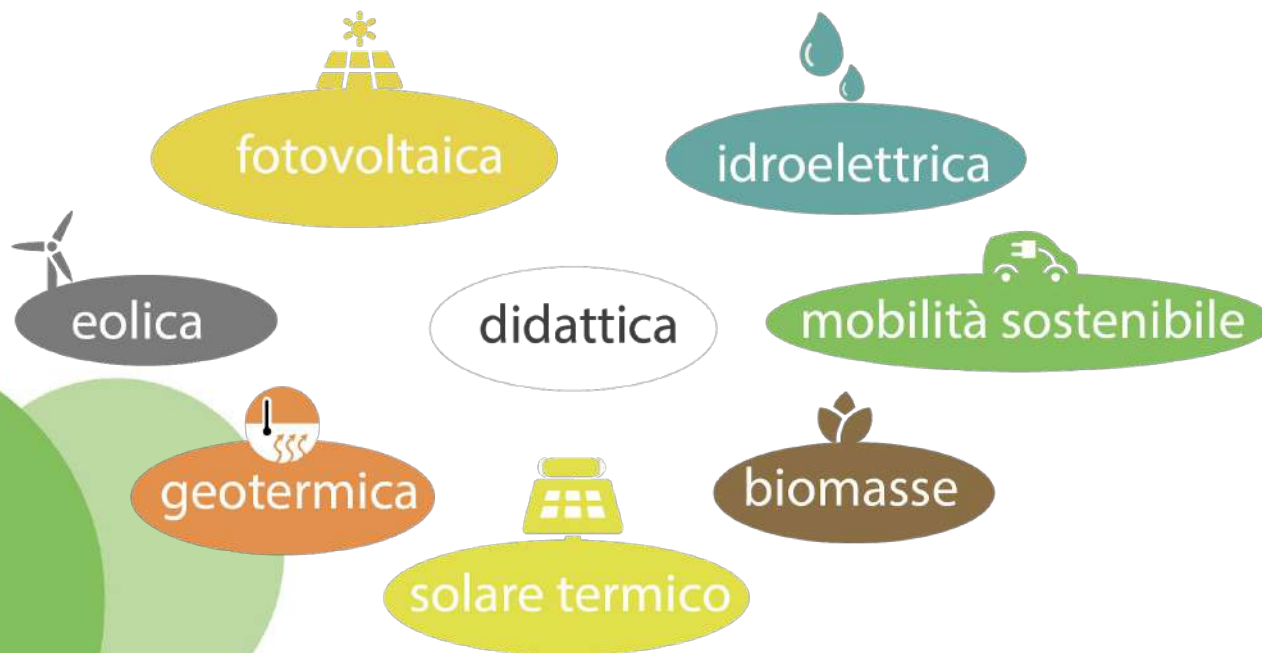 fotovoltaica
idroelettrica
eolica
didattica
mobilità sostenibile
geotermica
biomasse
solare termico